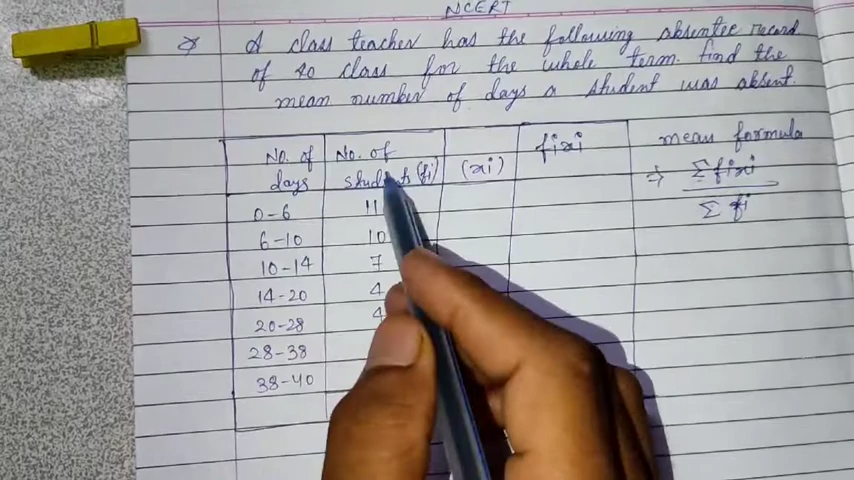 NCERT
A class teacher has the following absentee record
of 40 class for the whole term. find the
mean number of days a student was absent.
No. of days No. of students (fi) (xi) fixi mean formula
0-6 11 ⇒ Σfixi / Σfi
6-10 10
10-14 7
14-20 4
20-28 4
28-38
38-40